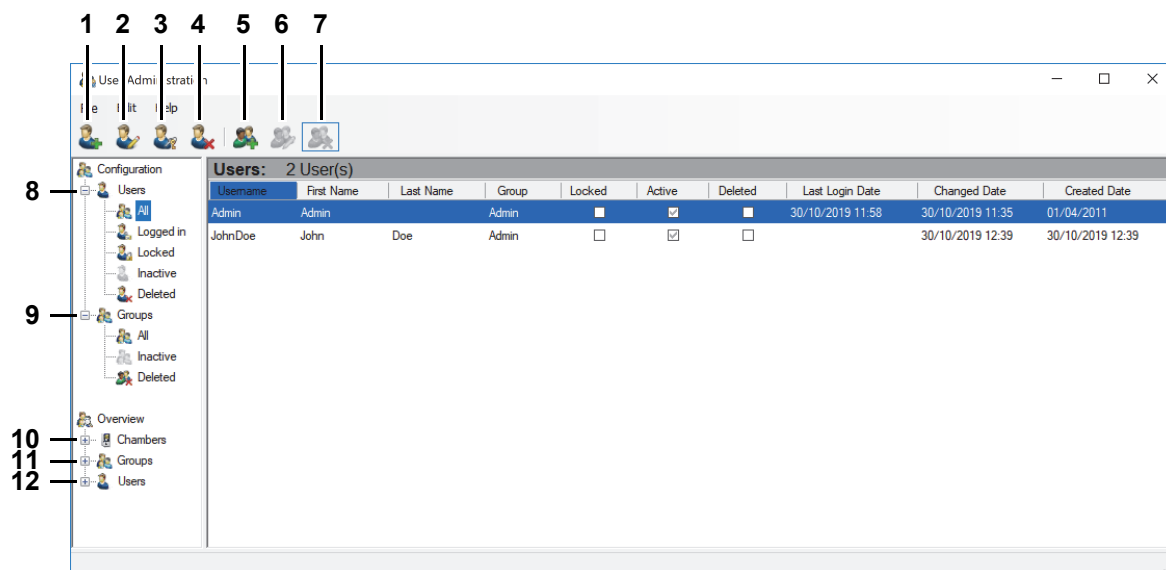 1 2 3 4 5 6 7
User Administration
File Edit Help
Configuration
Users: 2 User(s)
8 Users
Username First Name Last Name Group Locked Active Deleted Last Login Date Changed Date Created Date
All
Admin Admin Admin 30/10/2019 11:58 30/10/2019 11:35 01/04/2011
Logged in
JohnDoe John Doe Admin 30/10/2019 12:39 30/10/2019 12:39
Locked
Inactive
Deleted
9 Groups
All
Inactive
Deleted
Overview
10 Chambers
11 Groups
12 Users